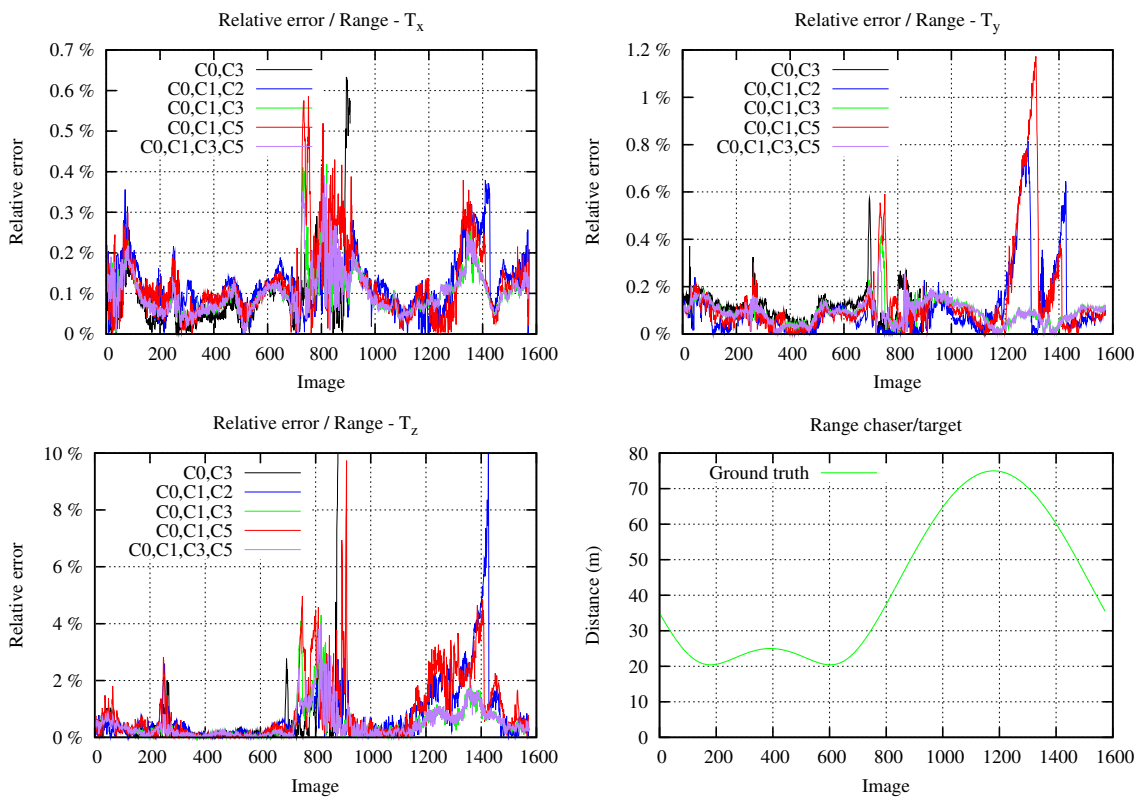 Relative error / Range - Tx
0.7 %
0.6 %
0.5 %
0.4 %
0.3 %
0.2 %
0.1 %
0 %
Relative error
C0,C3
C0,C1,C2
C0,C1,C3
C0,C1,C5
C0,C1,C3,C5
0 200 400 600 800 1000 1200 1400 1600
Image
Relative error / Range - Ty
1.2 %
1 %
0.8 %
0.6 %
0.4 %
0.2 %
0 %
Relative error
C0,C3
C0,C1,C2
C0,C1,C3
C0,C1,C5
C0,C1,C3,C5
0 200 400 600 800 1000 1200 1400 1600
Image
Relative error / Range - Tz
10 %
8 %
6 %
4 %
2 %
0 %
Relative error
C0,C3
C0,C1,C2
C0,C1,C3
C0,C1,C5
C0,C1,C3,C5
0 200 400 600 800 1000 1200 1400 1600
Image
Range chaser/target
80
70
60
50
40
30
20
10
0
Distance (m)
Ground truth
0 200 400 600 800 1000 1200 1400 1600
Image